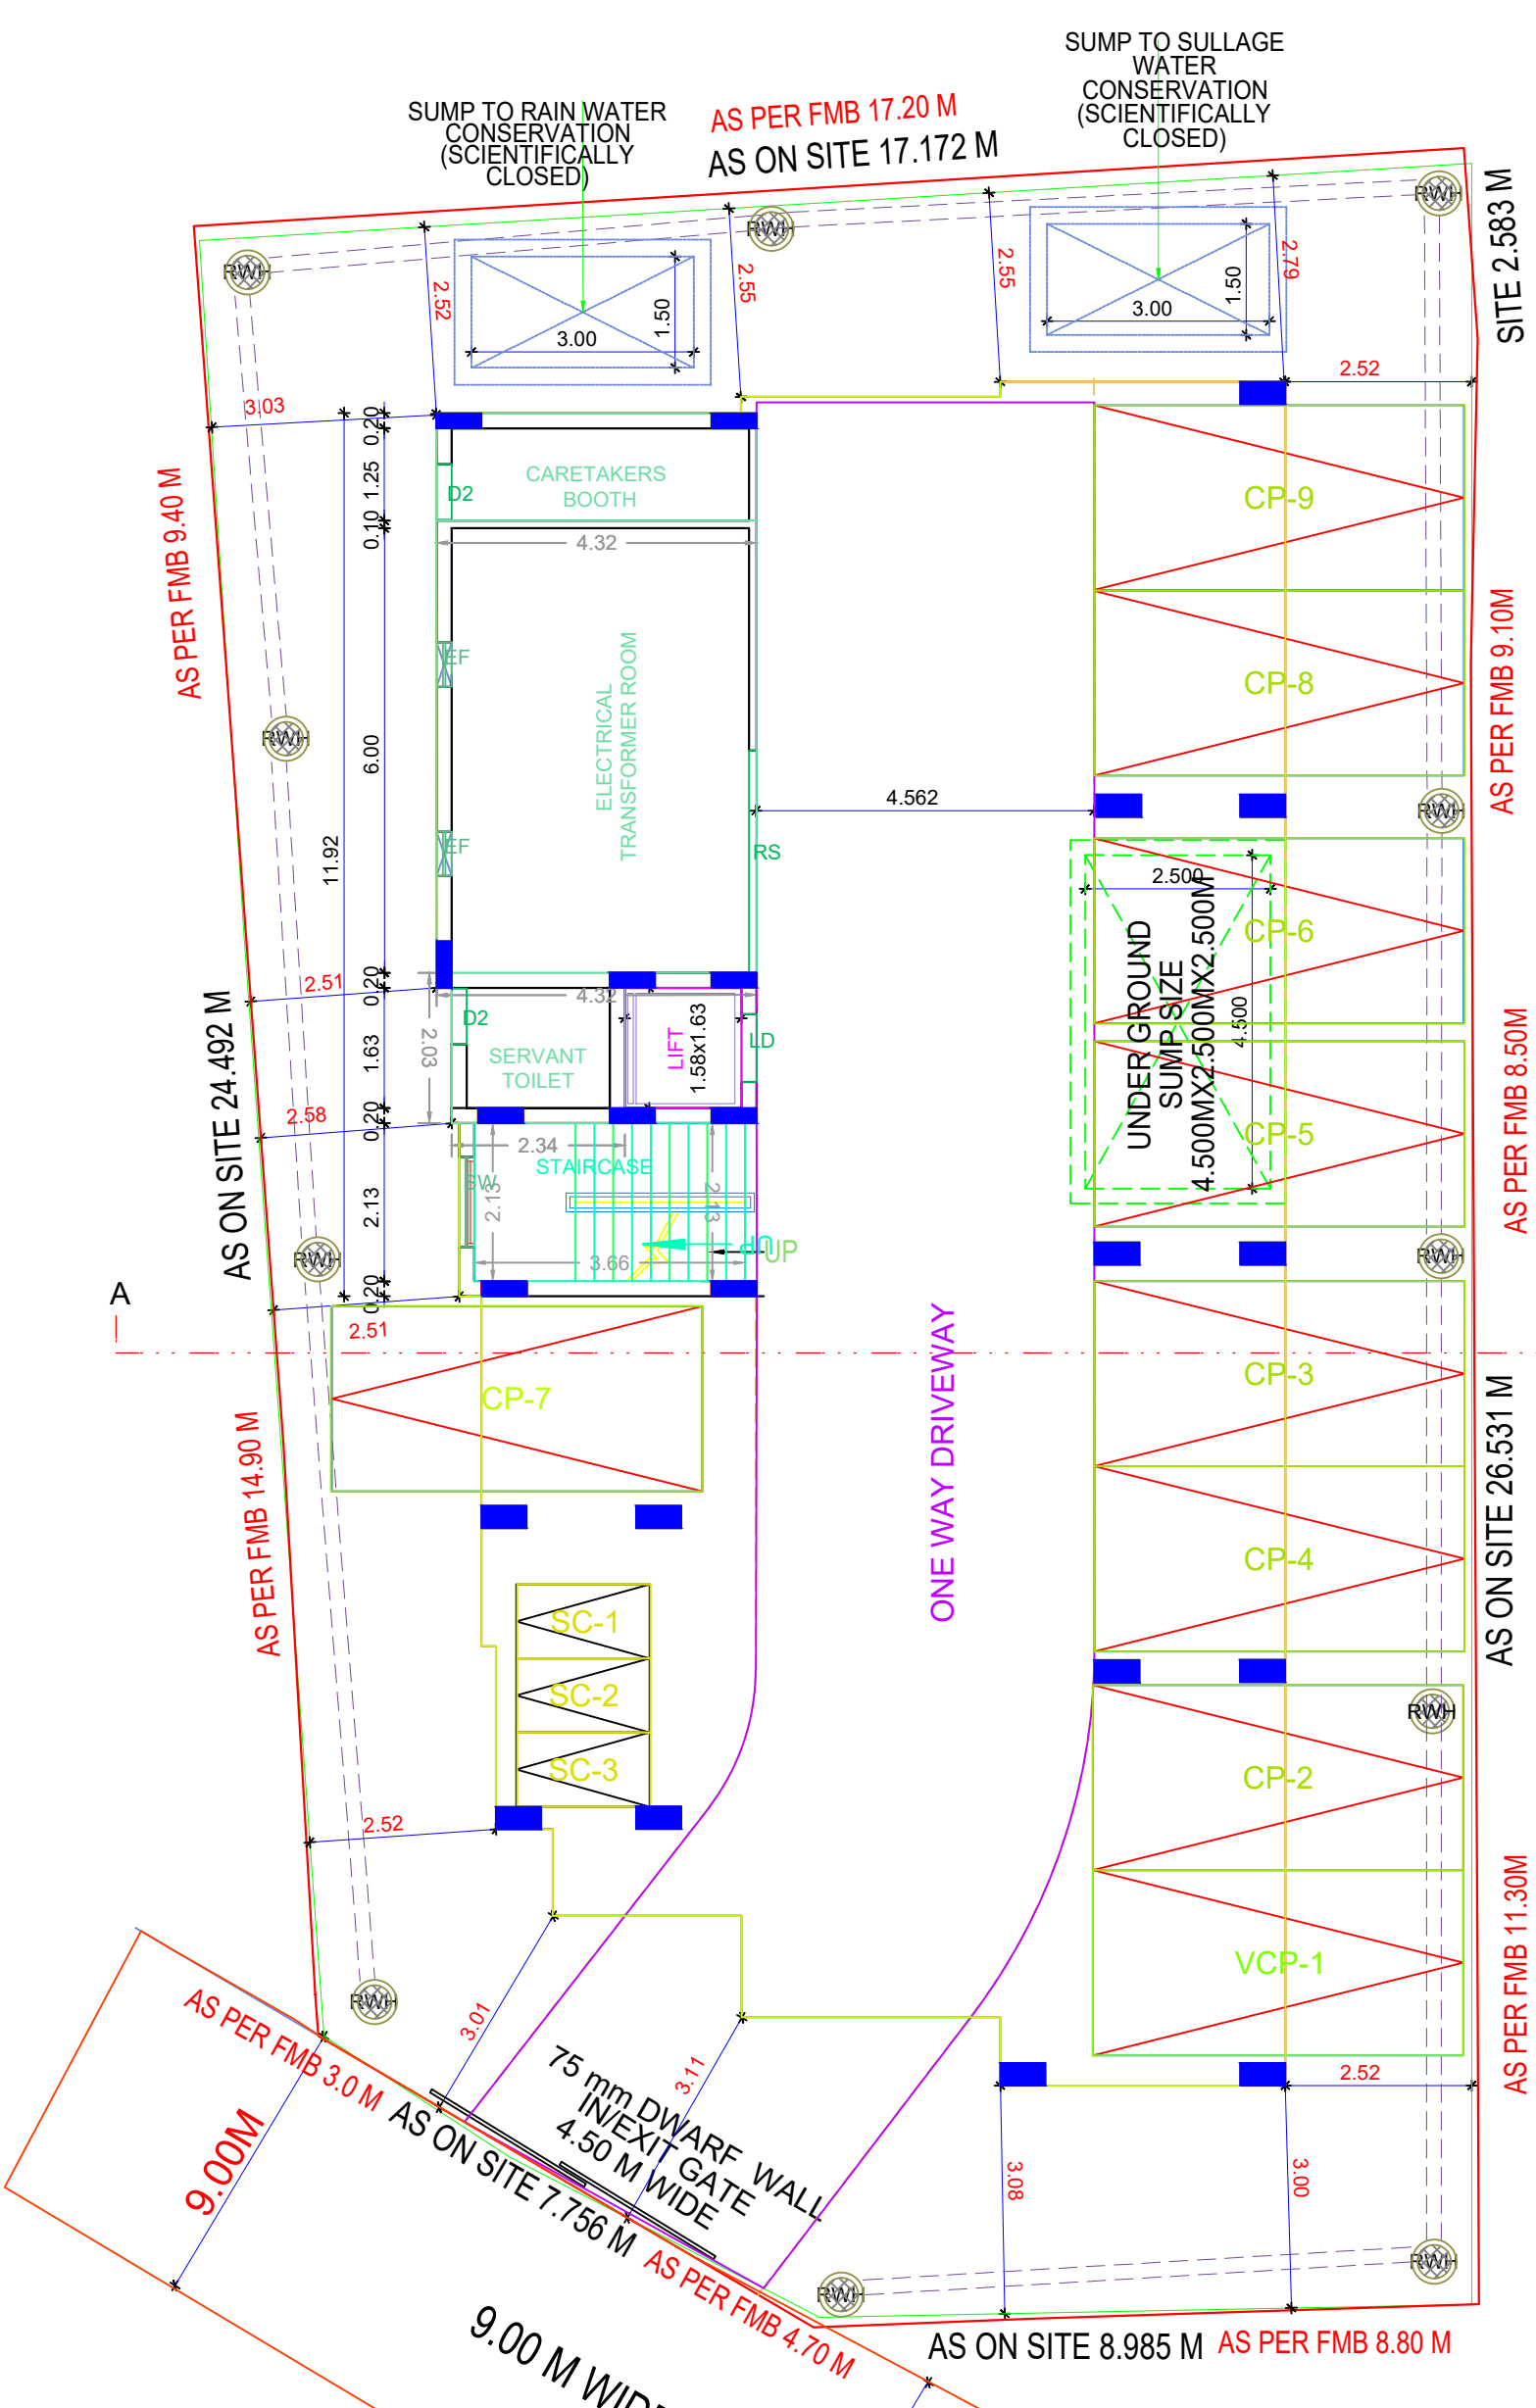 SUMP TO SULLAGE
WATER
CONSERVATION
(SCIENTIFICALLY
CLOSED)
SUMP TO RAIN WATER
CONSERVATION
(SCIENTIFICALLY
CLOSED)
AS PER FMB 17.20 M
AS ON SITE 17.172 M
SITE 2.583 M
RWH
RWH
RWH
2.52
2.55
2.55
2.79
3.00
1.50
3.00
1.50
2.52
3.03
0.20
1.25
0.10
6.00
11.92
0.20
1.63
0.20
2.13
0.20
AS PER FMB 9.40 M
CARETAKERS
BOOTH
D2
4.32
EF
EF
ELECTRICAL
TRANSFORMER ROOM
RS
4.562
CP-9
CP-8
AS PER FMB 9.10M
RWH
RWH
2.51
4.32
2.03
D2
SERVANT
TOILET
LIFT
1.58x1.63
LD
2.500
4.500
UNDER GROUND
SUMP SIZE
4.500MX2.500MX2.500M
CP-6
CP-5
AS PER FMB 8.50M
AS ON SITE 24.492 M
2.58
2.34
STAIRCASE
SW
2.13
2.13
3.66
UP
UP
RWH
RWH
A
2.51
CP-7
ONE WAY DRIVEWAY
CP-3
CP-4
AS ON SITE 26.531 M
AS PER FMB 14.90 M
SC-1
SC-2
SC-3
RWH
CP-2
VCP-1
AS PER FMB 11.30M
2.52
RWH
3.01
3.11
2.52
3.08
3.00
AS PER FMB 3.0 M
AS ON SITE 7.756 M
75 mm DWARF WALL
IN/EXIT GATE
4.50 M WIDE
9.00M
AS PER FMB 4.70 M
RWH
RWH
AS ON SITE 8.985 M
AS PER FMB 8.80 M
9.00 M